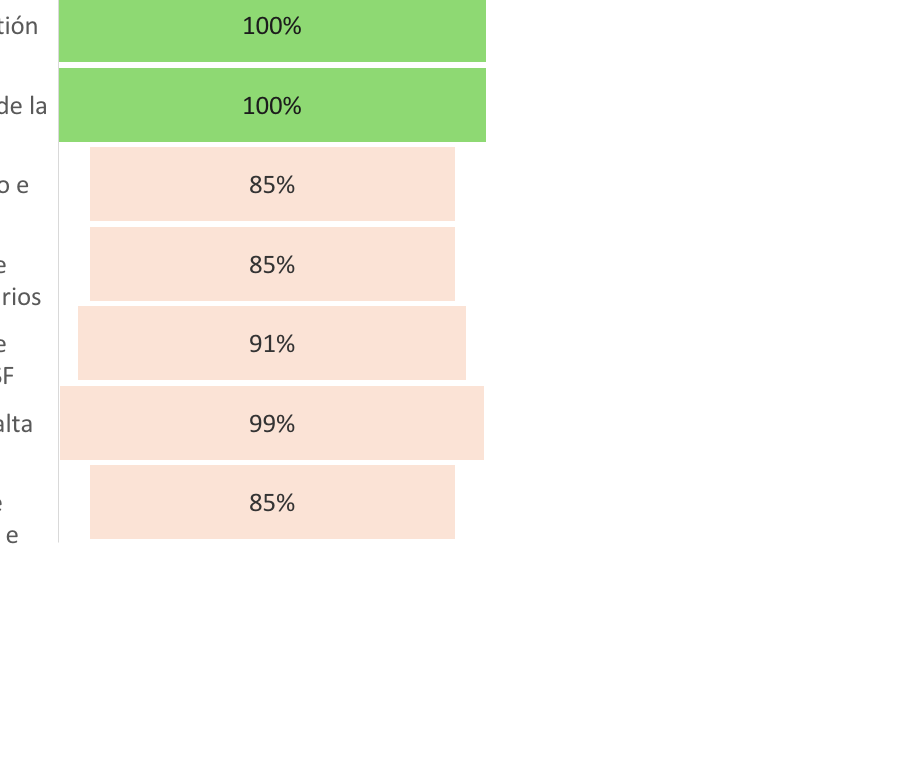 tión 100%
de la 100%
o e 85%
e 85%
rios
e 91%
SF
alta 99%
e 85%
e